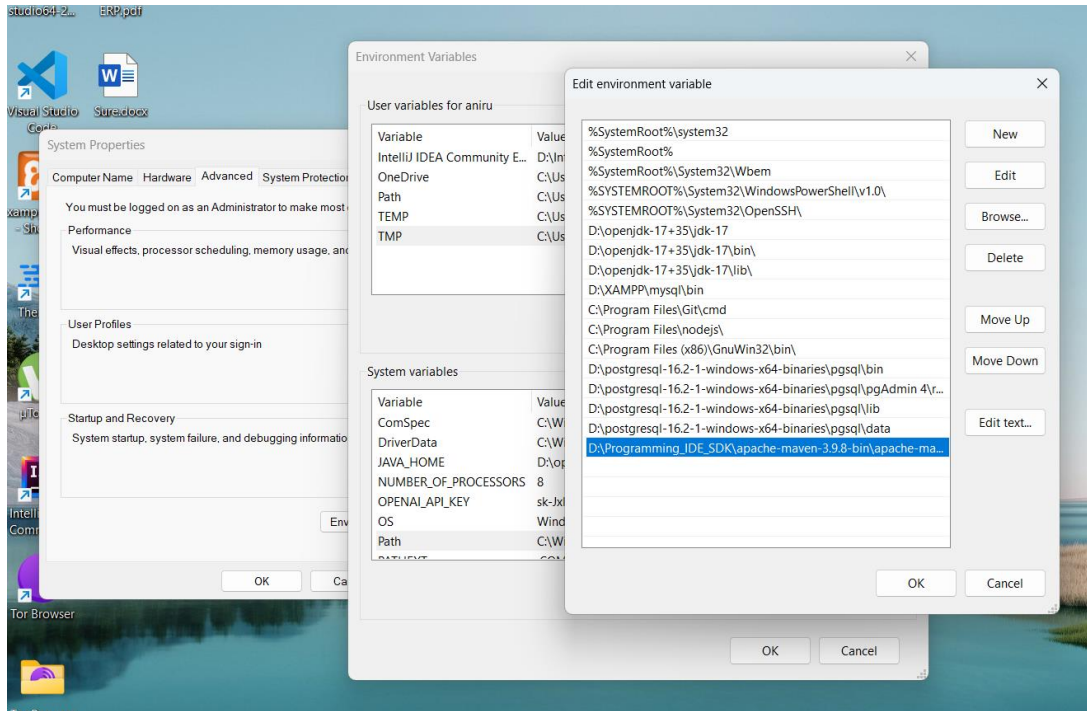 studio64-2...
ERP.pdf
Visual Studio Code
Sure.docx
xamp
- Sh
The
µTo
Intelli
Comm
Tor Browser
System Properties
Computer Name Hardware Advanced System Protection
You must be logged on as an Administrator to make most
Performance
Visual effects, processor scheduling, memory usage, and
User Profiles
Desktop settings related to your sign-in
Startup and Recovery
System startup, system failure, and debugging informatio
Env
OK Ca
Environment Variables
User variables for aniru
Variable Value
IntelliJ IDEA Community E... D:\In
OneDrive C:\Us
Path C:\Us
TEMP C:\Us
TMP C:\Us
System variables
Variable Value
ComSpec C:\Wi
DriverData C:\Wi
JAVA_HOME D:\op
NUMBER_OF_PROCESSORS 8
OPENAI_API_KEY sk-Jxl
OS Wind
Path C:\Wi
PATHEXT .COM
OK Cancel
Edit environment variable
%SystemRoot%\system32
%SystemRoot%
%SystemRoot%\System32\Wbem
%SYSTEMROOT%\System32\WindowsPowerShell\v1.0\
%SYSTEMROOT%\System32\OpenSSH\
D:\openjdk-17+35\jdk-17
D:\openjdk-17+35\jdk-17\bin\
D:\openjdk-17+35\jdk-17\lib\
D:\XAMPP\mysql\bin
C:\Program Files\Git\cmd
C:\Program Files\nodejs\
C:\Program Files (x86)\GnuWin32\bin\
D:\postgresql-16.2-1-windows-x64-binaries\pgsql\bin
D:\postgresql-16.2-1-windows-x64-binaries\pgsql\pgAdmin 4\r...
D:\postgresql-16.2-1-windows-x64-binaries\pgsql\lib
D:\postgresql-16.2-1-windows-x64-binaries\pgsql\data
D:\Programming_IDE_SDK\apache-maven-3.9.8-bin\apache-ma...
New
Edit
Browse...
Delete
Move Up
Move Down
Edit text...
OK Cancel